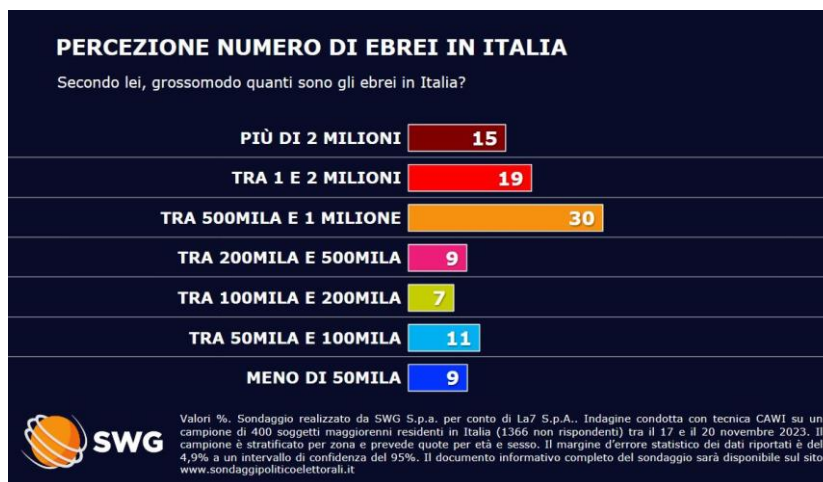 PERCEZIONE NUMERO DI EBREI IN ITALIA
Secondo lei, grossomodo quanti sono gli ebrei in Italia?
PIÙ DI 2 MILIONI 15
TRA 1 E 2 MILIONI 19
TRA 500MILA E 1 MILIONE 30
TRA 200MILA E 500MILA 9
TRA 100MILA E 200MILA 7
TRA 50MILA E 100MILA 11
MENO DI 50MILA 9
SWG
Valori %. Sondaggio realizzato da SWG S.p.a. per conto di La7 S.p.A.. Indagine condotta con tecnica CAWI su un
campione di 400 soggetti maggiorenni residenti in Italia (1366 non rispondenti) tra il 17 e il 20 novembre 2023. Il
campione è stratificato per zona e prevede quote per età e sesso. Il margine d'errore statistico dei dati riportati è del
4,9% a un intervallo di confidenza del 95%. Il documento informativo completo del sondaggio sarà disponibile sul sito
www.sondaggipoliticoelettorali.it